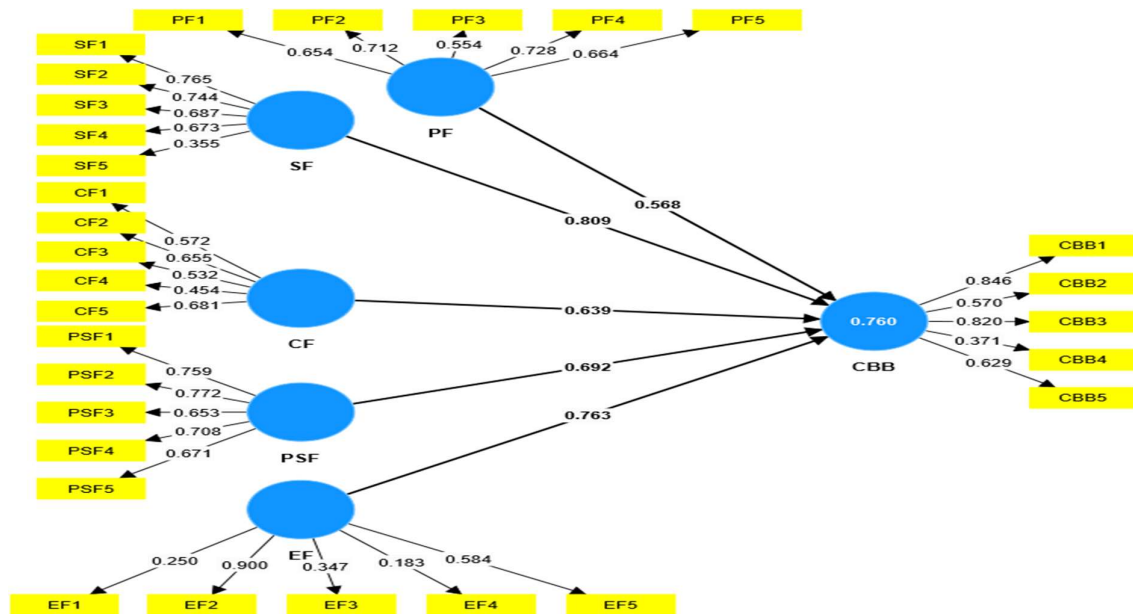 PF1 PF2 PF3 PF4 PF5
0.654 0.712 0.554 0.728 0.664
PF
SF1
SF2
SF3
SF4
SF5
0.765
0.744
0.687
0.673
0.355
SF
CF1
CF2
CF3
CF4
CF5
0.572
0.655
0.532
0.454
0.681
CF
PSF1
PSF2
PSF3
PSF4
PSF5
0.759
0.772
0.653
0.708
0.671
PSF
EF
0.250 0.900 0.347 0.183 0.584
EF1 EF2 EF3 EF4 EF5
0.568
0.809
0.639
0.692
0.763
0.760
CBB
0.846
0.570
0.820
0.371
0.629
CBB1
CBB2
CBB3
CBB4
CBB5